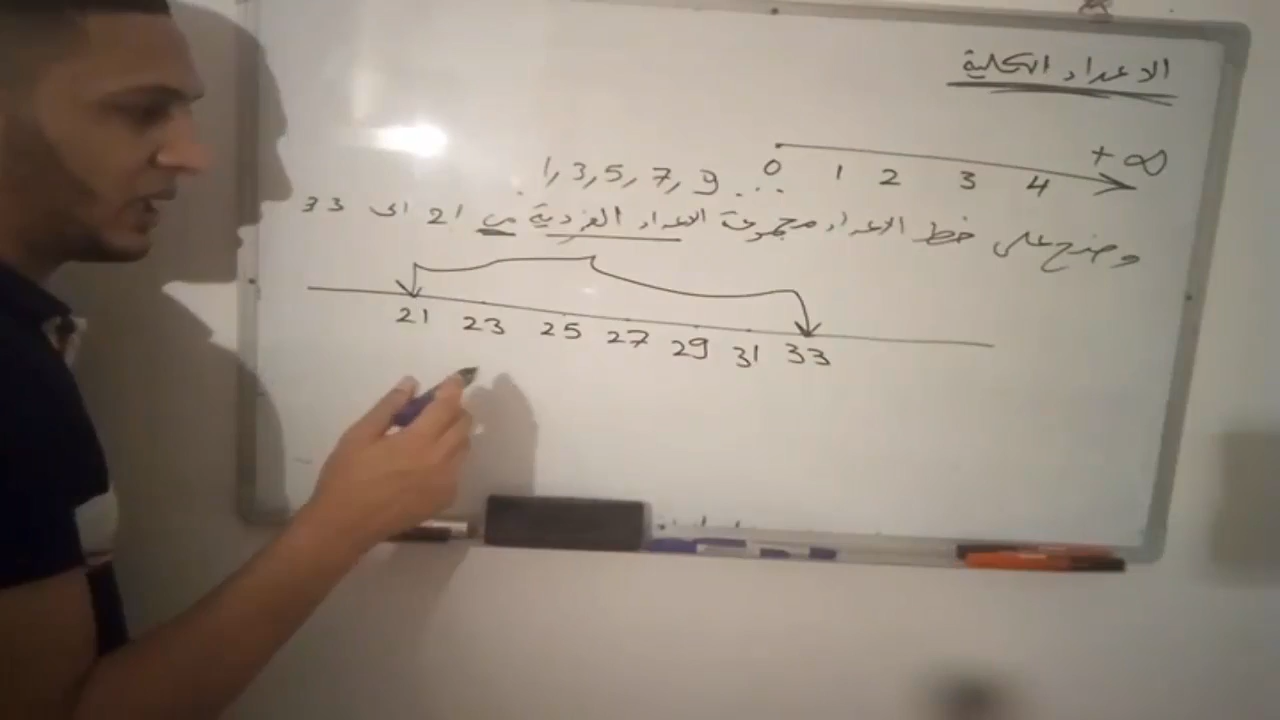 الاعداد الكلية
0 1 2 3 4 +∞
1, 3, 5, 7, 9 ...
وضح على خط الاعداد مجموعة الاعداد الفردية من 21 الى 33
21 23 25 27 29 31 33